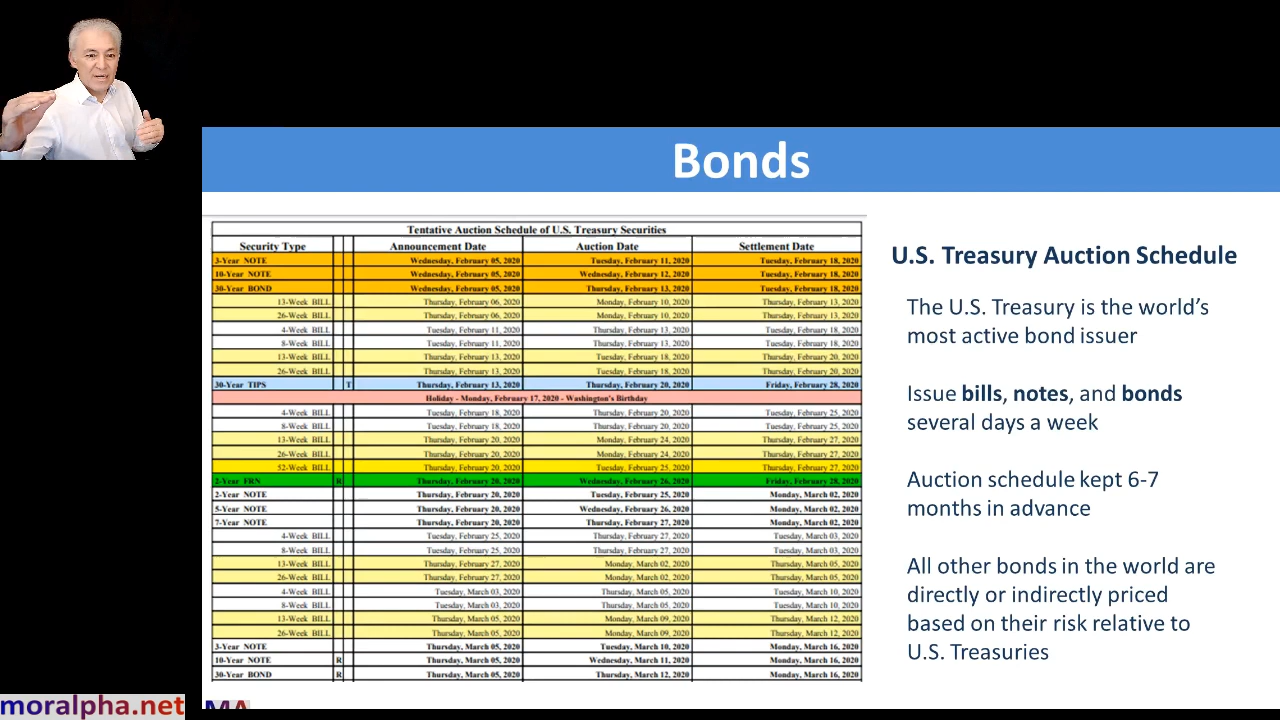 Bonds
Tentative Auction Schedule of U.S. Treasury Securities
Security Type Announcement Date Auction Date Settlement Date
3-Year NOTE Wednesday, February 05, 2020 Tuesday, February 11, 2020 Tuesday, February 18, 2020
10-Year NOTE Wednesday, February 05, 2020 Wednesday, February 12, 2020 Tuesday, February 18, 2020
30-Year BOND Wednesday, February 05, 2020 Thursday, February 13, 2020 Tuesday, February 18, 2020
13-Week BILL Thursday, February 06, 2020 Monday, February 10, 2020 Thursday, February 13, 2020
26-Week BILL Thursday, February 06, 2020 Monday, February 10, 2020 Thursday, February 13, 2020
4-Week BILL Tuesday, February 11, 2020 Thursday, February 13, 2020 Tuesday, February 18, 2020
8-Week BILL Tuesday, February 11, 2020 Thursday, February 13, 2020 Tuesday, February 18, 2020
13-Week BILL Thursday, February 13, 2020 Tuesday, February 18, 2020 Thursday, February 20, 2020
26-Week BILL Thursday, February 13, 2020 Tuesday, February 18, 2020 Thursday, February 20, 2020
30-Year TIPS T Thursday, February 13, 2020 Thursday, February 20, 2020 Friday, February 28, 2020
Holiday - Monday, February 17, 2020 - Washington's Birthday
4-Week BILL Tuesday, February 18, 2020 Thursday, February 20, 2020 Tuesday, February 25, 2020
8-Week BILL Tuesday, February 18, 2020 Thursday, February 20, 2020 Tuesday, February 25, 2020
13-Week BILL Thursday, February 20, 2020 Monday, February 24, 2020 Thursday, February 27, 2020
26-Week BILL Thursday, February 20, 2020 Monday, February 24, 2020 Thursday, February 27, 2020
52-Week BILL Thursday, February 20, 2020 Tuesday, February 25, 2020 Thursday, February 27, 2020
2-Year FRN R Thursday, February 20, 2020 Wednesday, February 26, 2020 Friday, February 28, 2020
2-Year NOTE Thursday, February 20, 2020 Tuesday, February 25, 2020 Monday, March 02, 2020
5-Year NOTE Thursday, February 20, 2020 Wednesday, February 26, 2020 Monday, March 02, 2020
7-Year NOTE Thursday, February 20, 2020 Thursday, February 27, 2020 Monday, March 02, 2020
4-Week BILL Tuesday, February 25, 2020 Thursday, February 27, 2020 Tuesday, March 03, 2020
8-Week BILL Tuesday, February 25, 2020 Thursday, February 27, 2020 Tuesday, March 03, 2020
13-Week BILL Thursday, February 27, 2020 Monday, March 02, 2020 Thursday, March 05, 2020
26-Week BILL Thursday, February 27, 2020 Monday, March 02, 2020 Thursday, March 05, 2020
4-Week BILL Tuesday, March 03, 2020 Thursday, March 05, 2020 Tuesday, March 10, 2020
8-Week BILL Tuesday, March 03, 2020 Thursday, March 05, 2020 Tuesday, March 10, 2020
13-Week BILL Thursday, March 05, 2020 Monday, March 09, 2020 Thursday, March 12, 2020
26-Week BILL Thursday, March 05, 2020 Monday, March 09, 2020 Thursday, March 12, 2020
3-Year NOTE Thursday, March 05, 2020 Tuesday, March 10, 2020 Monday, March 16, 2020
10-Year NOTE R Thursday, March 05, 2020 Wednesday, March 11, 2020 Monday, March 16, 2020
30-Year BOND R Thursday, March 05, 2020 Thursday, March 12, 2020 Monday, March 16, 2020
U.S. Treasury Auction Schedule
The U.S. Treasury is the world's
most active bond issuer
Issue bills, notes, and bonds
several days a week
Auction schedule kept 6-7
months in advance
All other bonds in the world are
directly or indirectly priced
based on their risk relative to
U.S. Treasuries
moralpha.net
MA